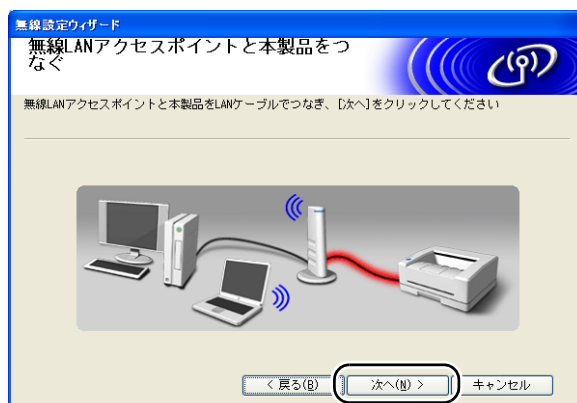 無線設定ウィザード
無線LANアクセスポイントと本製品をつ
なぐ
無線LANアクセスポイントと本製品をLANケーブルでつなぎ、[次へ]をクリックしてください
< 戻る(B)
次へ(N) >
キャンセル